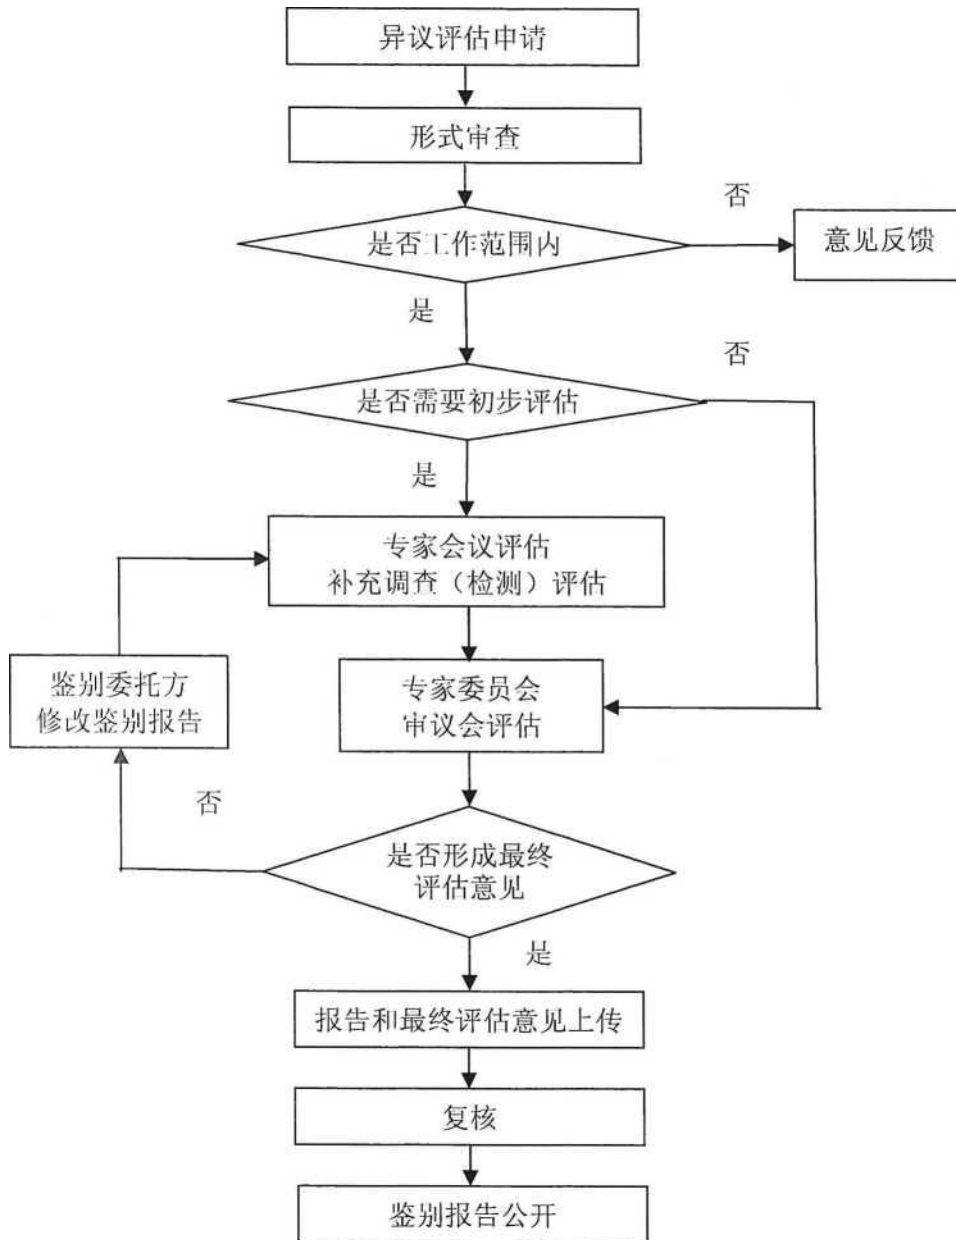 异议评估申请
形式审查
否
是否工作范围内
意见反馈
是
否
是否需要初步评估
是
专家会议评估
补充调查（检测）评估
鉴别委托方
修改鉴别报告
专家委员会
审议会评估
否
是否形成最终
评估意见
是
报告和最终评估意见上传
复核
鉴别报告公开